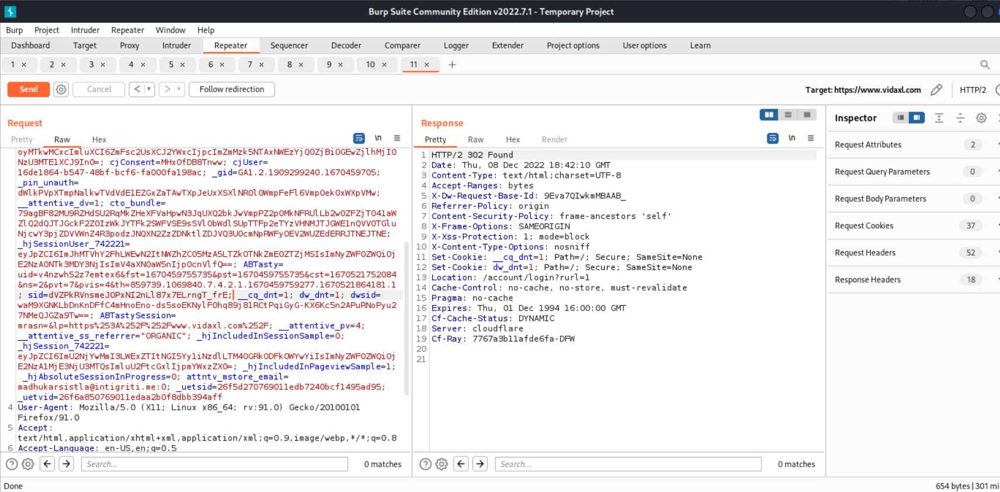 Burp Suite Community Edition v2022.7.1 - Temporary Project
Burp Project Intruder Repeater Window Help
Dashboard Target Proxy Intruder Repeater Sequencer Decoder Comparer Logger Extender Project options User options Learn
1 × 2 × 3 × 4 × 5 × 6 × 7 × 8 × 9 × 10 × 11 × +
Send Cancel < > Follow redirection Target: https://www.vidaxl.com HTTP/2
Request
Pretty Raw Hex \n
oyMTkwMCxcImluXCI6ZmFsc2UsXCJ2YWxcIjpcImZmMzk5NTAxNWEzYjQ0ZjBiOGEwZjlhMjI0
NzU3MTE1XCJ9In0=; cjConsent=MHxOfDB8Tnww; cjUser=
16de1864-b547-48bf-bcf6-fa000fa198ac; _gid=GA1.2.1909299240.1670459705;
_pin_unauth=
dWlkPVpXTmpNalkwTVdVdE1EZGxZaTAwTXpJeUxXSXlNR0l0WmpFeFl6VmpOek0xWXpVMw;
__attentive_dv=1; cto_bundle=
79agBF82MU9RZHdSU2RqMkZHeXFVaHpwN3JqUXQ2bkJwVmpPZ2p0MkNFRUlLb2w0ZFZjT041aW
ZlQ2dQJTJGckF2Z0IzWkJYTFk2SWFVSE9sSVl0bWdlSUpTTFp2eTYzVHNMJTJGWE1nQVV0TGlu
NjcwY3pjZDVVWnZ4R3podzJNQXN2ZzZDNktlZDJVQ3U0cmNpRWFyOEV2WUZEdERRJTNEJTNE;
_hjSessionUser_742221=
eyJpZCI6ImJhMTVhY2FhLWEwN2ItNWZhZC05MzA5LTZkOTNkZmE0ZTZjMSIsImNyZWF0ZWQiOj
E2NzA0NTk3MDY3NjIsImV4aXN0aW5nIjp0cnVlfQ==; ABTasty=
uid=v4nzwh52z7emtex6&fst=1670459755735&pst=1670459755735&cst=1670521752084
&ns=2&pvt=7&pvis=4&th=859739.1069840.7.4.2.1.1670459759277.1670521864181.1
; sid=dVZPkRVnsmeJOPxNI2nLl87x7ELrngT_frE; __cq_dnt=1; dw_dnt=1; dwsid=
waM9XGNKLbDnKnDFfC4mHnoEno-ds5soEKNylF0hq89j81RCtPqiGyG-KX6Kc5n2APuRNoPyu2
7NMeQJGZa9Tw==; ABTastySession=
mrasn=&lp=https%253A%252F%252Fwww.vidaxl.com%252F; __attentive_pv=4;
__attentive_ss_referrer="ORGANIC"; _hjIncludedInSessionSample=0;
_hjSession_742221=
eyJpZCI6ImU2NjYwMmI3LWExZTItNGI5Yy1iNzdlLTM4OGRkODFkOWYwYiIsImNyZWF0ZWQiOj
E2NzA1MjE3NjU3MTQsImluU2FtcGxlIjpmYWxzZX0=; _hjIncludedInPageviewSample=1;
_hjAbsoluteSessionInProgress=0; attntv_mstore_email=
madhukarsistla@intigriti.me:0; _uetsid=26f5d270769011edb7240bcf1495ad95;
_uetvid=26f6a850769011edaa2b0f8dbb394aff
4 User-Agent: Mozilla/5.0 (X11; Linux x86_64; rv:91.0) Gecko/20100101
Firefox/91.0
5 Accept:
text/html,application/xhtml+xml,application/xml;q=0.9,image/webp,*/*;q=0.8
6 Accept-Language: en-US,en;q=0.5
Search... 0 matches
Response
Pretty Raw Hex Render \n
1 HTTP/2 302 Found
2 Date: Thu, 08 Dec 2022 18:42:10 GMT
3 Content-Type: text/html;charset=UTF-8
4 Accept-Ranges: bytes
5 X-Dw-Request-Base-Id: 9Eva7QIwkmMBAAB_
6 Referrer-Policy: origin
7 Content-Security-Policy: frame-ancestors 'self'
8 X-Frame-Options: SAMEORIGIN
9 X-Xss-Protection: 1; mode=block
10 X-Content-Type-Options: nosniff
11 Set-Cookie: __cq_dnt=1; Path=/; Secure; SameSite=None
12 Set-Cookie: dw_dnt=1; Path=/; Secure; SameSite=None
13 Location: /account/login?rurl=1
14 Cache-Control: no-cache, no-store, must-revalidate
15 Pragma: no-cache
16 Expires: Thu, 01 Dec 1994 16:00:00 GMT
17 Cf-Cache-Status: DYNAMIC
18 Server: cloudflare
19 Cf-Ray: 7767a3b11afde6fa-DFW
20
21
Search... 0 matches
Inspector
Request Attributes 2
Request Query Parameters 0
Request Body Parameters 0
Request Cookies 37
Request Headers 52
Response Headers 18
Done
654 bytes | 301 mi